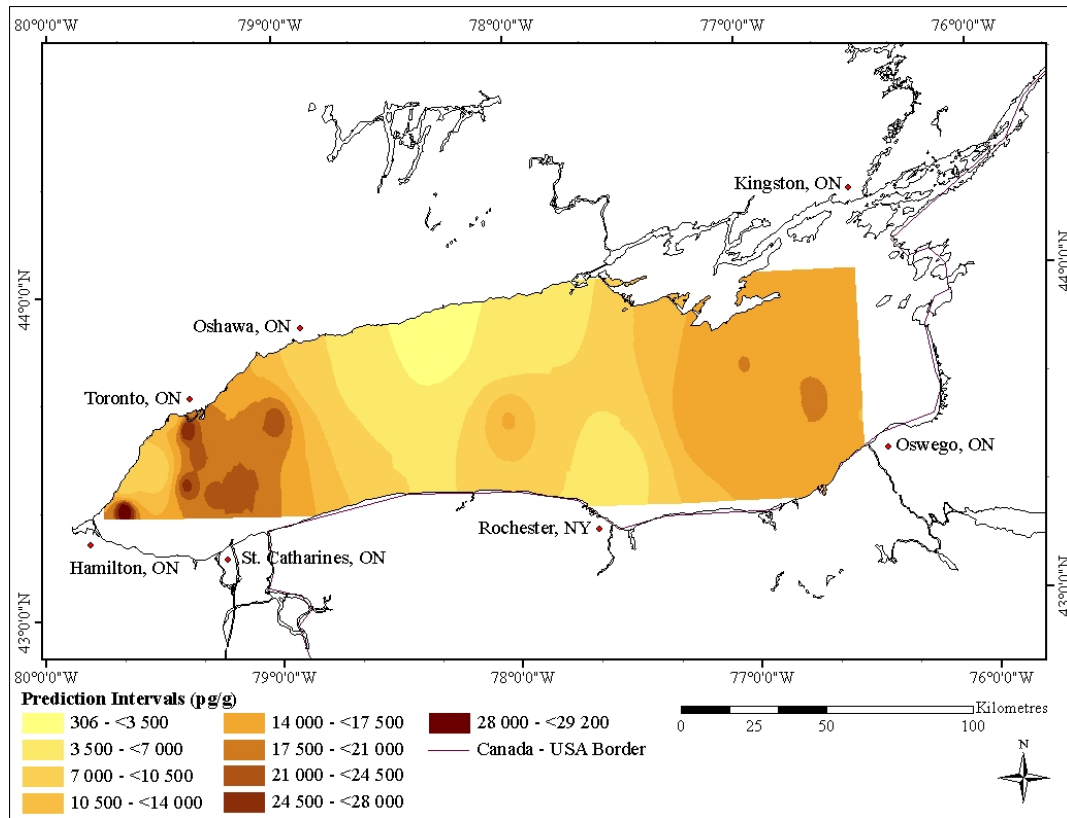 80°0'0"W 79°0'0"W 78°0'0"W 77°0'0"W 76°0'0"W
44°0'0"N
44°0'0"N
43°0'0"N
43°0'0"N
Kingston, ON
Oshawa, ON
Toronto, ON
Oswego, ON
Rochester, NY
Hamilton, ON
St. Catharines, ON
80°0'0"W 79°0'0"W 78°0'0"W 77°0'0"W 76°0'0"W
Prediction Intervals (pg/g)
306 - <3 500
3 500 - <7 000
7 000 - <10 500
10 500 - <14 000
14 000 - <17 500
17 500 - <21 000
21 000 - <24 500
24 500 - <28 000
28 000 - <29 200
Canada - USA Border
Kilometres
0 25 50 100
N